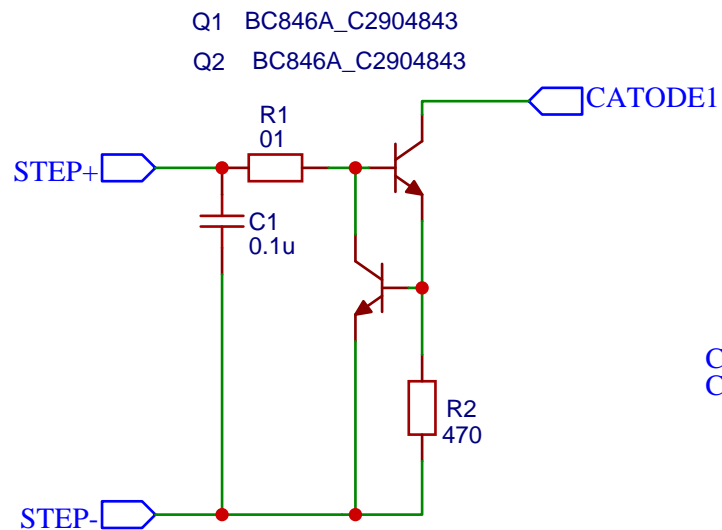 Q1 BC846A_C2904843
Q2 BC846A_C2904843
CATODE1
R1
01
STEP+
C1
0.1u
C
C
R2
470
STEP-